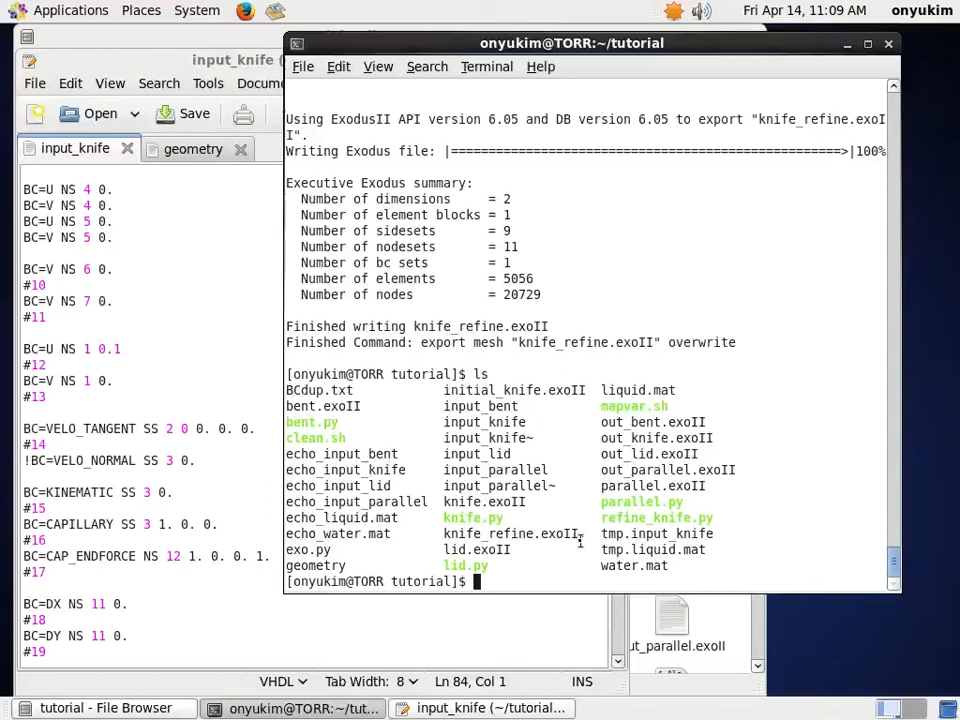 Applications Places System Fri Apr 14, 11:09 AM onyukim
input_knife (
File Edit View Search Tools Docume
Open Save
input_knife geometry
BC=U NS 4 0.
BC=V NS 4 0.
BC=U NS 5 0.
BC=V NS 5 0.
BC=V NS 6 0.
#10
BC=V NS 7 0.
#11
BC=U NS 1 0.1
#12
BC=V NS 1 0.
#13
BC=VELO_TANGENT SS 2 0 0. 0. 0.
#14
!BC=VELO_NORMAL SS 3 0.
BC=KINEMATIC SS 3 0.
#15
BC=CAPILLARY SS 3 1. 0. 0.
#16
BC=CAP_ENDFORCE NS 12 1. 0. 0. 1.
#17
BC=DX NS 11 0.
#18
BC=DY NS 11 0.
#19
VHDL Tab Width: 8 Ln 84, Col 1 INS
onyukim@TORR:~/tutorial
File Edit View Search Terminal Help
Using ExodusII API version 6.05 and DB version 6.05 to export "knife_refine.exoI
I".
Writing Exodus file: |=================================================>|100%
Executive Exodus summary:
Number of dimensions = 2
Number of element blocks = 1
Number of sidesets = 9
Number of nodesets = 11
Number of bc sets = 1
Number of elements = 5056
Number of nodes = 20729
Finished writing knife_refine.exoII
Finished Command: export mesh "knife_refine.exoII" overwrite
[onyukim@TORR tutorial]$ ls
BCdup.txt initial_knife.exoII liquid.mat
bent.exoII input_bent mapvar.sh
bent.py input_knife out_bent.exoII
clean.sh input_knife~ out_knife.exoII
echo_input_bent input_lid out_lid.exoII
echo_input_knife input_parallel out_parallel.exoII
echo_input_lid input_parallel~ parallel.exoII
echo_input_parallel knife.exoII parallel.py
echo_liquid.mat knife.py refine_knife.py
echo_water.mat knife_refine.exoII tmp.input_knife
exo.py lid.exoII tmp.liquid.mat
geometry lid.py water.mat
[onyukim@TORR tutorial]$
ut_parallel.exoII
tutorial - File Browser onyukim@TORR:~/tut... input_knife (~/tutorial...